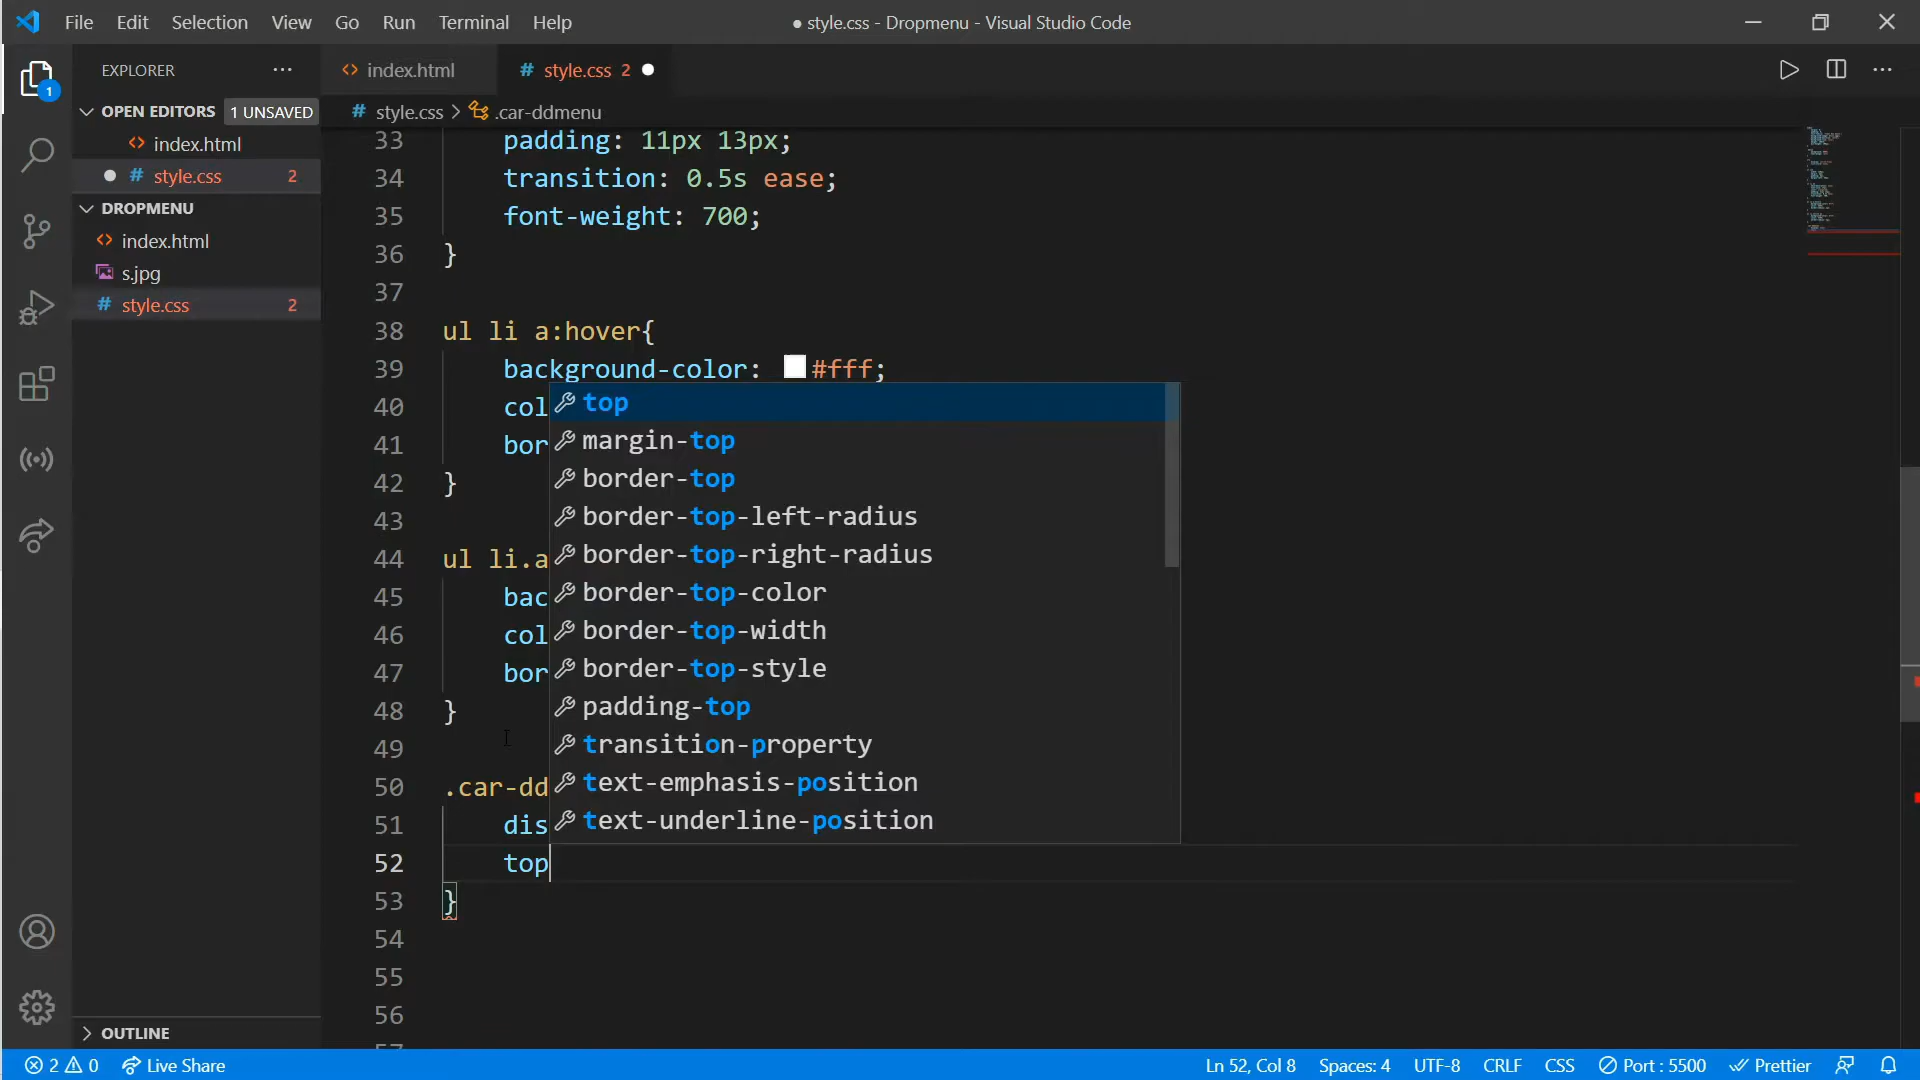 File Edit Selection View Go Run Terminal Help
● style.css - Dropmenu - Visual Studio Code
EXPLORER
index.html
style.css 2
OPEN EDITORS 1 UNSAVED
index.html
style.css 2
DROPMENU
index.html
s.jpg
style.css 2
OUTLINE
1
style.css > .car-ddmenu
33 padding: 11px 13px;
34 transition: 0.5s ease;
35 font-weight: 700;
36 }
37
38 ul li a:hover{
39 background-color: #fff;
40 col
41 bor
42 }
43
44 ul li.a
45 bac
46 col
47 bor
48 }
49
50 .car-dd
51 dis
52 top
53 }
54
55
56
top
margin-top
border-top
border-top-left-radius
border-top-right-radius
border-top-color
border-top-width
border-top-style
padding-top
transition-property
text-emphasis-position
text-underline-position
2 0 Live Share
Ln 52, Col 8 Spaces: 4 UTF-8 CRLF CSS Port : 5500 Prettier